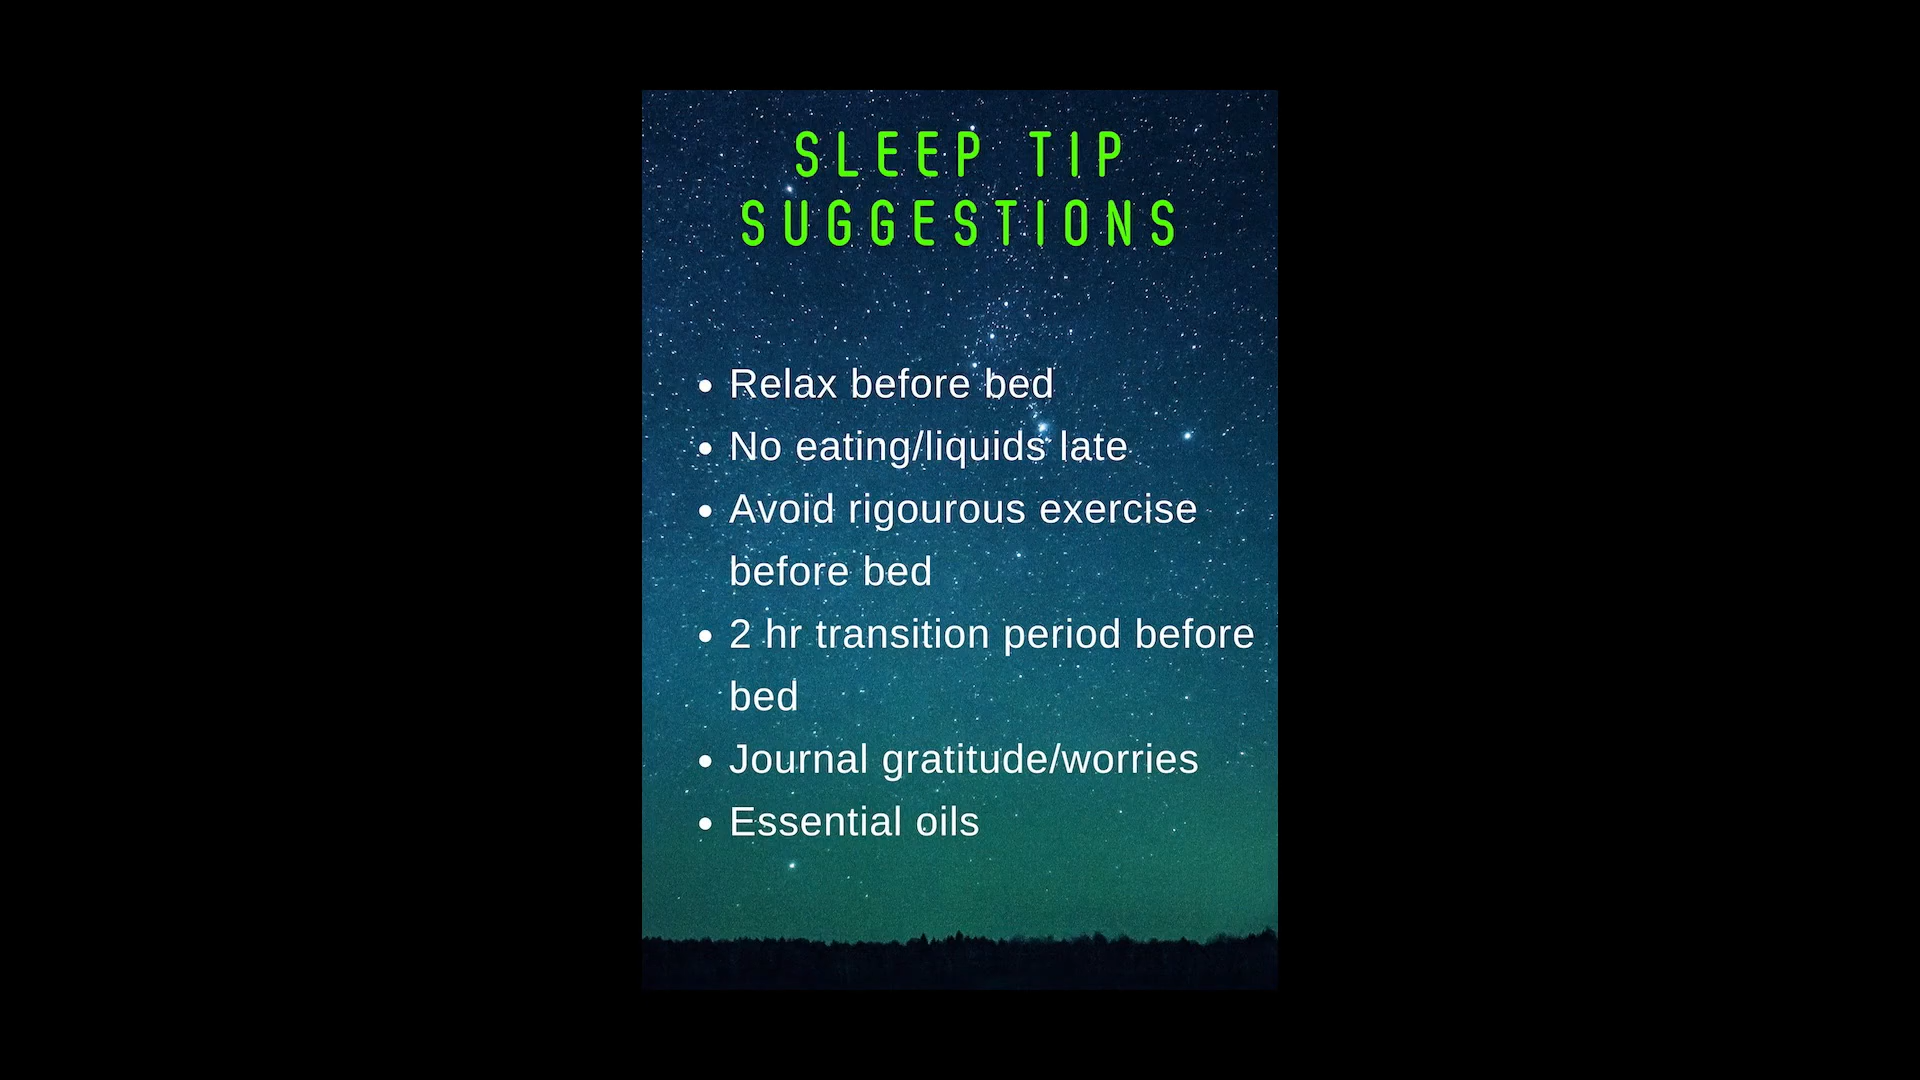 SLEEP TIP
SUGGESTIONS
• Relax before bed
• No eating/liquids late
• Avoid rigourous exercise
before bed
• 2 hr transition period before
bed
• Journal gratitude/worries
• Essential oils